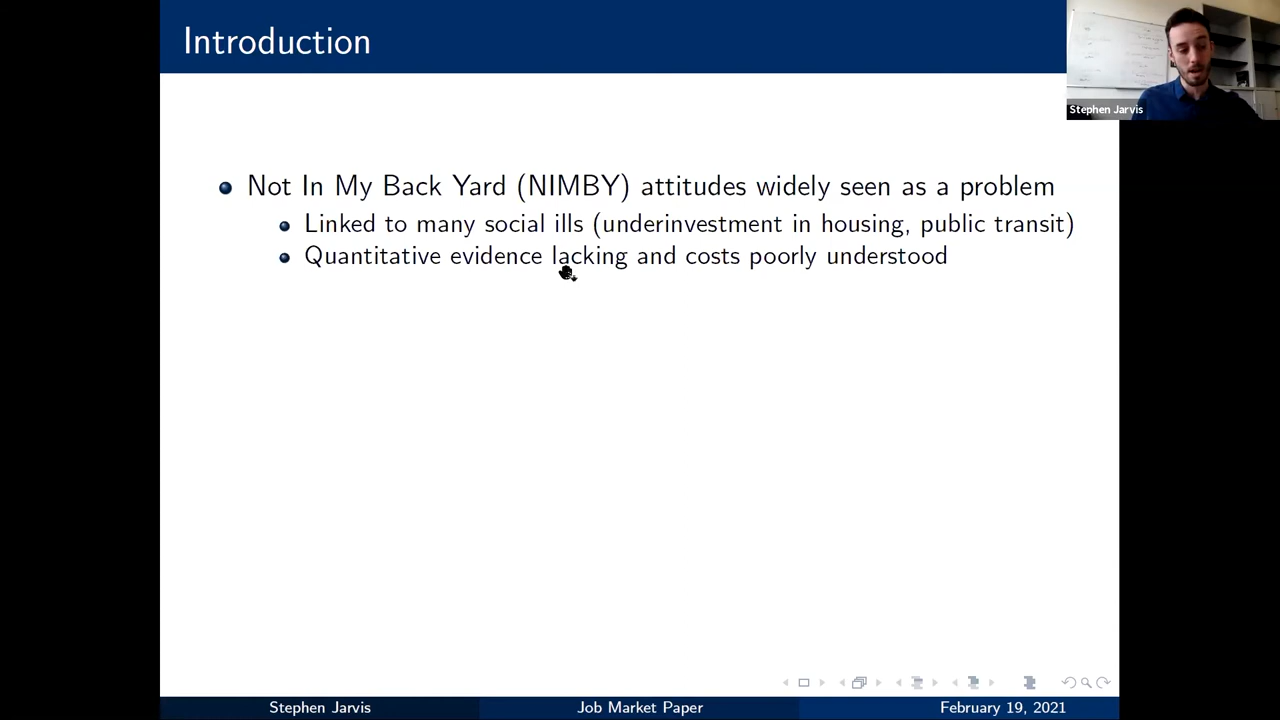 Introduction
Stephen Jarvis
Not In My Back Yard (NIMBY) attitudes widely seen as a problem
Linked to many social ills (underinvestment in housing, public transit)
Quantitative evidence lacking and costs poorly understood
Stephen Jarvis
Job Market Paper
February 19, 2021